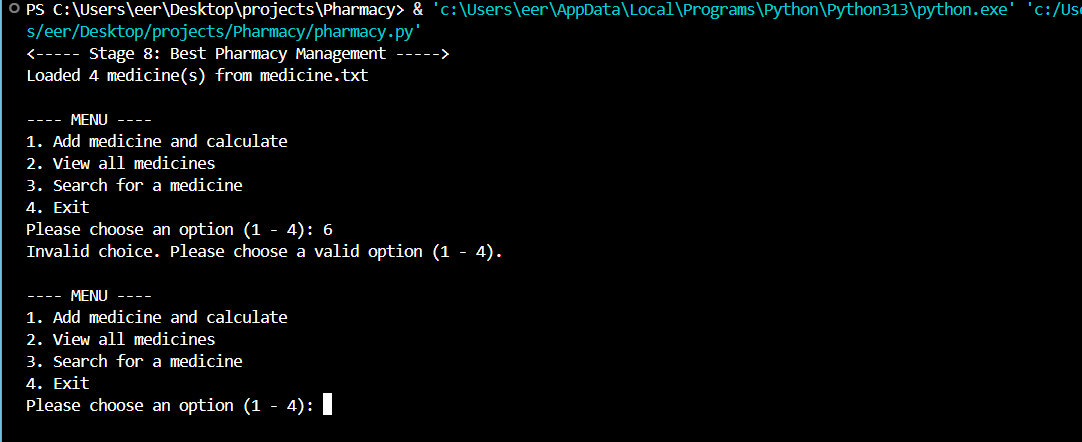 PS C:\Users\eer\Desktop\projects\Pharmacy> & 'c:\Users\eer\AppData\Local\Programs\Python\Python313\python.exe' 'c:/Use
s/eer/Desktop/projects/Pharmacy/pharmacy.py'
<----- Stage 8: Best Pharmacy Management ----->
Loaded 4 medicine(s) from medicine.txt
---- MENU ----
1. Add medicine and calculate
2. View all medicines
3. Search for a medicine
4. Exit
Please choose an option (1 - 4): 6
Invalid choice. Please choose a valid option (1 - 4).
---- MENU ----
1. Add medicine and calculate
2. View all medicines
3. Search for a medicine
4. Exit
Please choose an option (1 - 4):